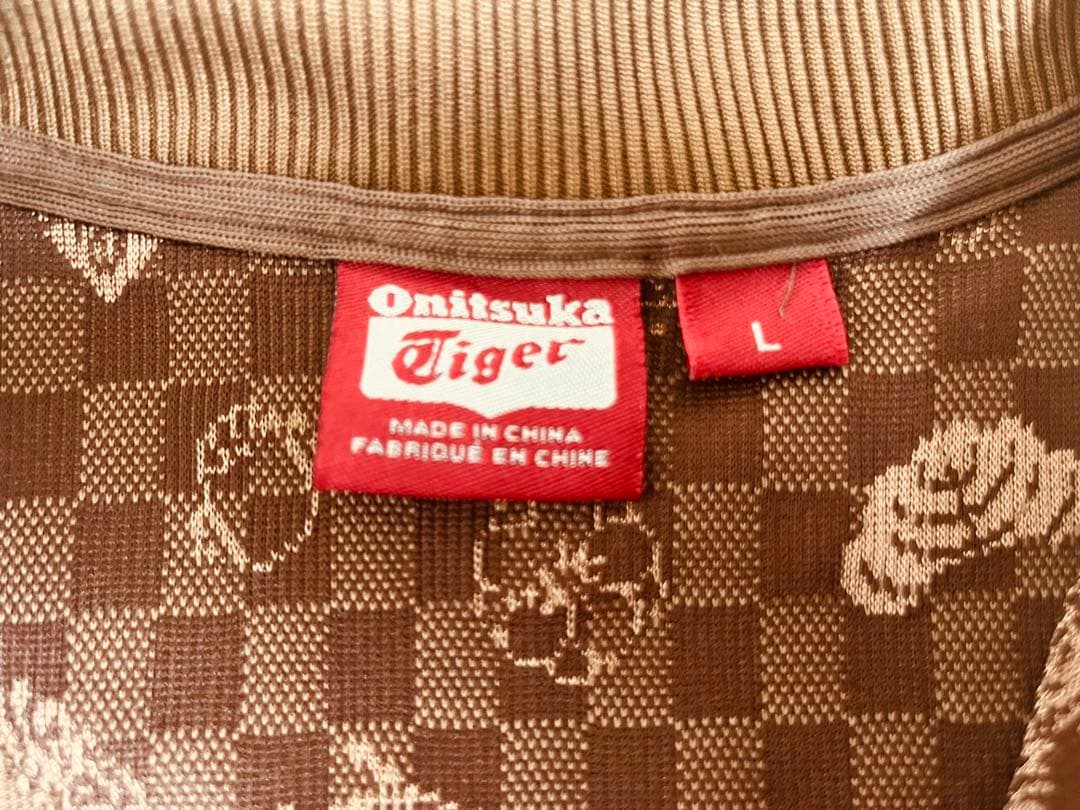 Onitsuka
Tiger
MADE IN CHINA
FABRIQUÉ EN CHINE
L